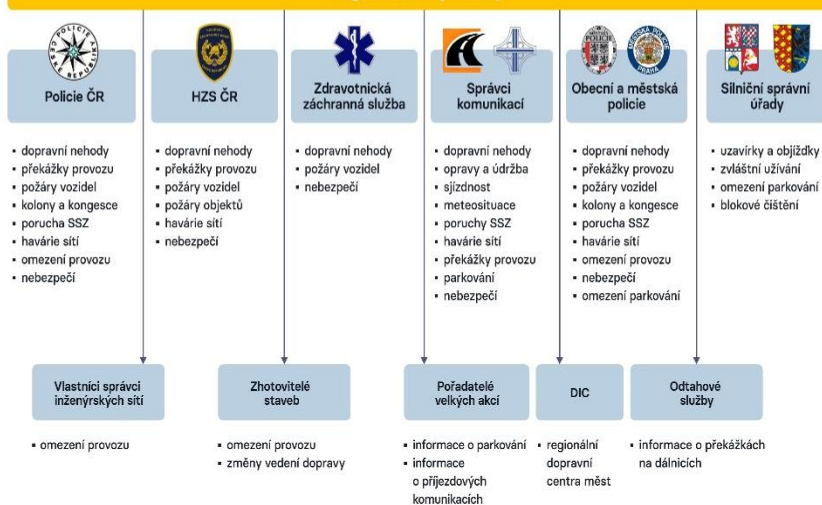 Policie ČR
HZS ČR
Zdravotnická
záchranná služba
Správci
komunikací
Obecní a městská
policie
Silniční správní
úřady
▪ dopravní nehody
▪ překážky provozu
▪ požáry vozidel
▪ kolony a kongesce
▪ porucha SSZ
▪ havárie sítí
▪ omezení provozu
▪ nebezpečí
▪ dopravní nehody
▪ překážky provozu
▪ požáry vozidel
▪ požáry objektů
▪ havárie sítí
▪ nebezpečí
▪ dopravní nehody
▪ požáry vozidel
▪ nebezpečí
▪ dopravní nehody
▪ opravy a údržba
▪ sjízdnost
▪ meteosituace
▪ poruchy SSZ
▪ havárie sítí
▪ překážky provozu
▪ parkování
▪ nebezpečí
▪ dopravní nehody
▪ překážky provozu
▪ požáry vozidel
▪ kolony a kongesce
▪ porucha SSZ
▪ havárie sítí
▪ omezení provozu
▪ nebezpečí
▪ omezení parkování
▪ uzavírky a objížďky
▪ zvláštní užívání
▪ omezení parkování
▪ blokové čištění
Vlastníci správci
inženýrských sítí
Zhotovitelé
staveb
Pořadatelé
velkých akcí
DIC
Odtahové
služby
▪ omezení provozu
▪ omezení provozu
▪ změny vedení dopravy
▪ informace o parkování
▪ informace
o příjezdových
komunikacích
▪ regionální
dopravní
centra měst
▪ informace o překážkách
na dálnicích